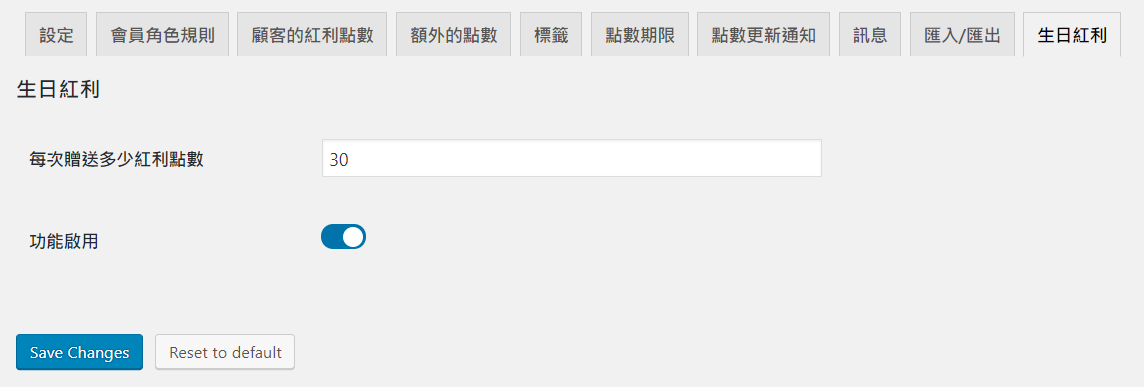 設定 會員角色規則 顧客的紅利點數 額外的點數 標籤 點數期限 點數更新通知 訊息 匯入/匯出 生日紅利
生日紅利
每次贈送多少紅利點數 30
功能啟用
Save Changes Reset to default